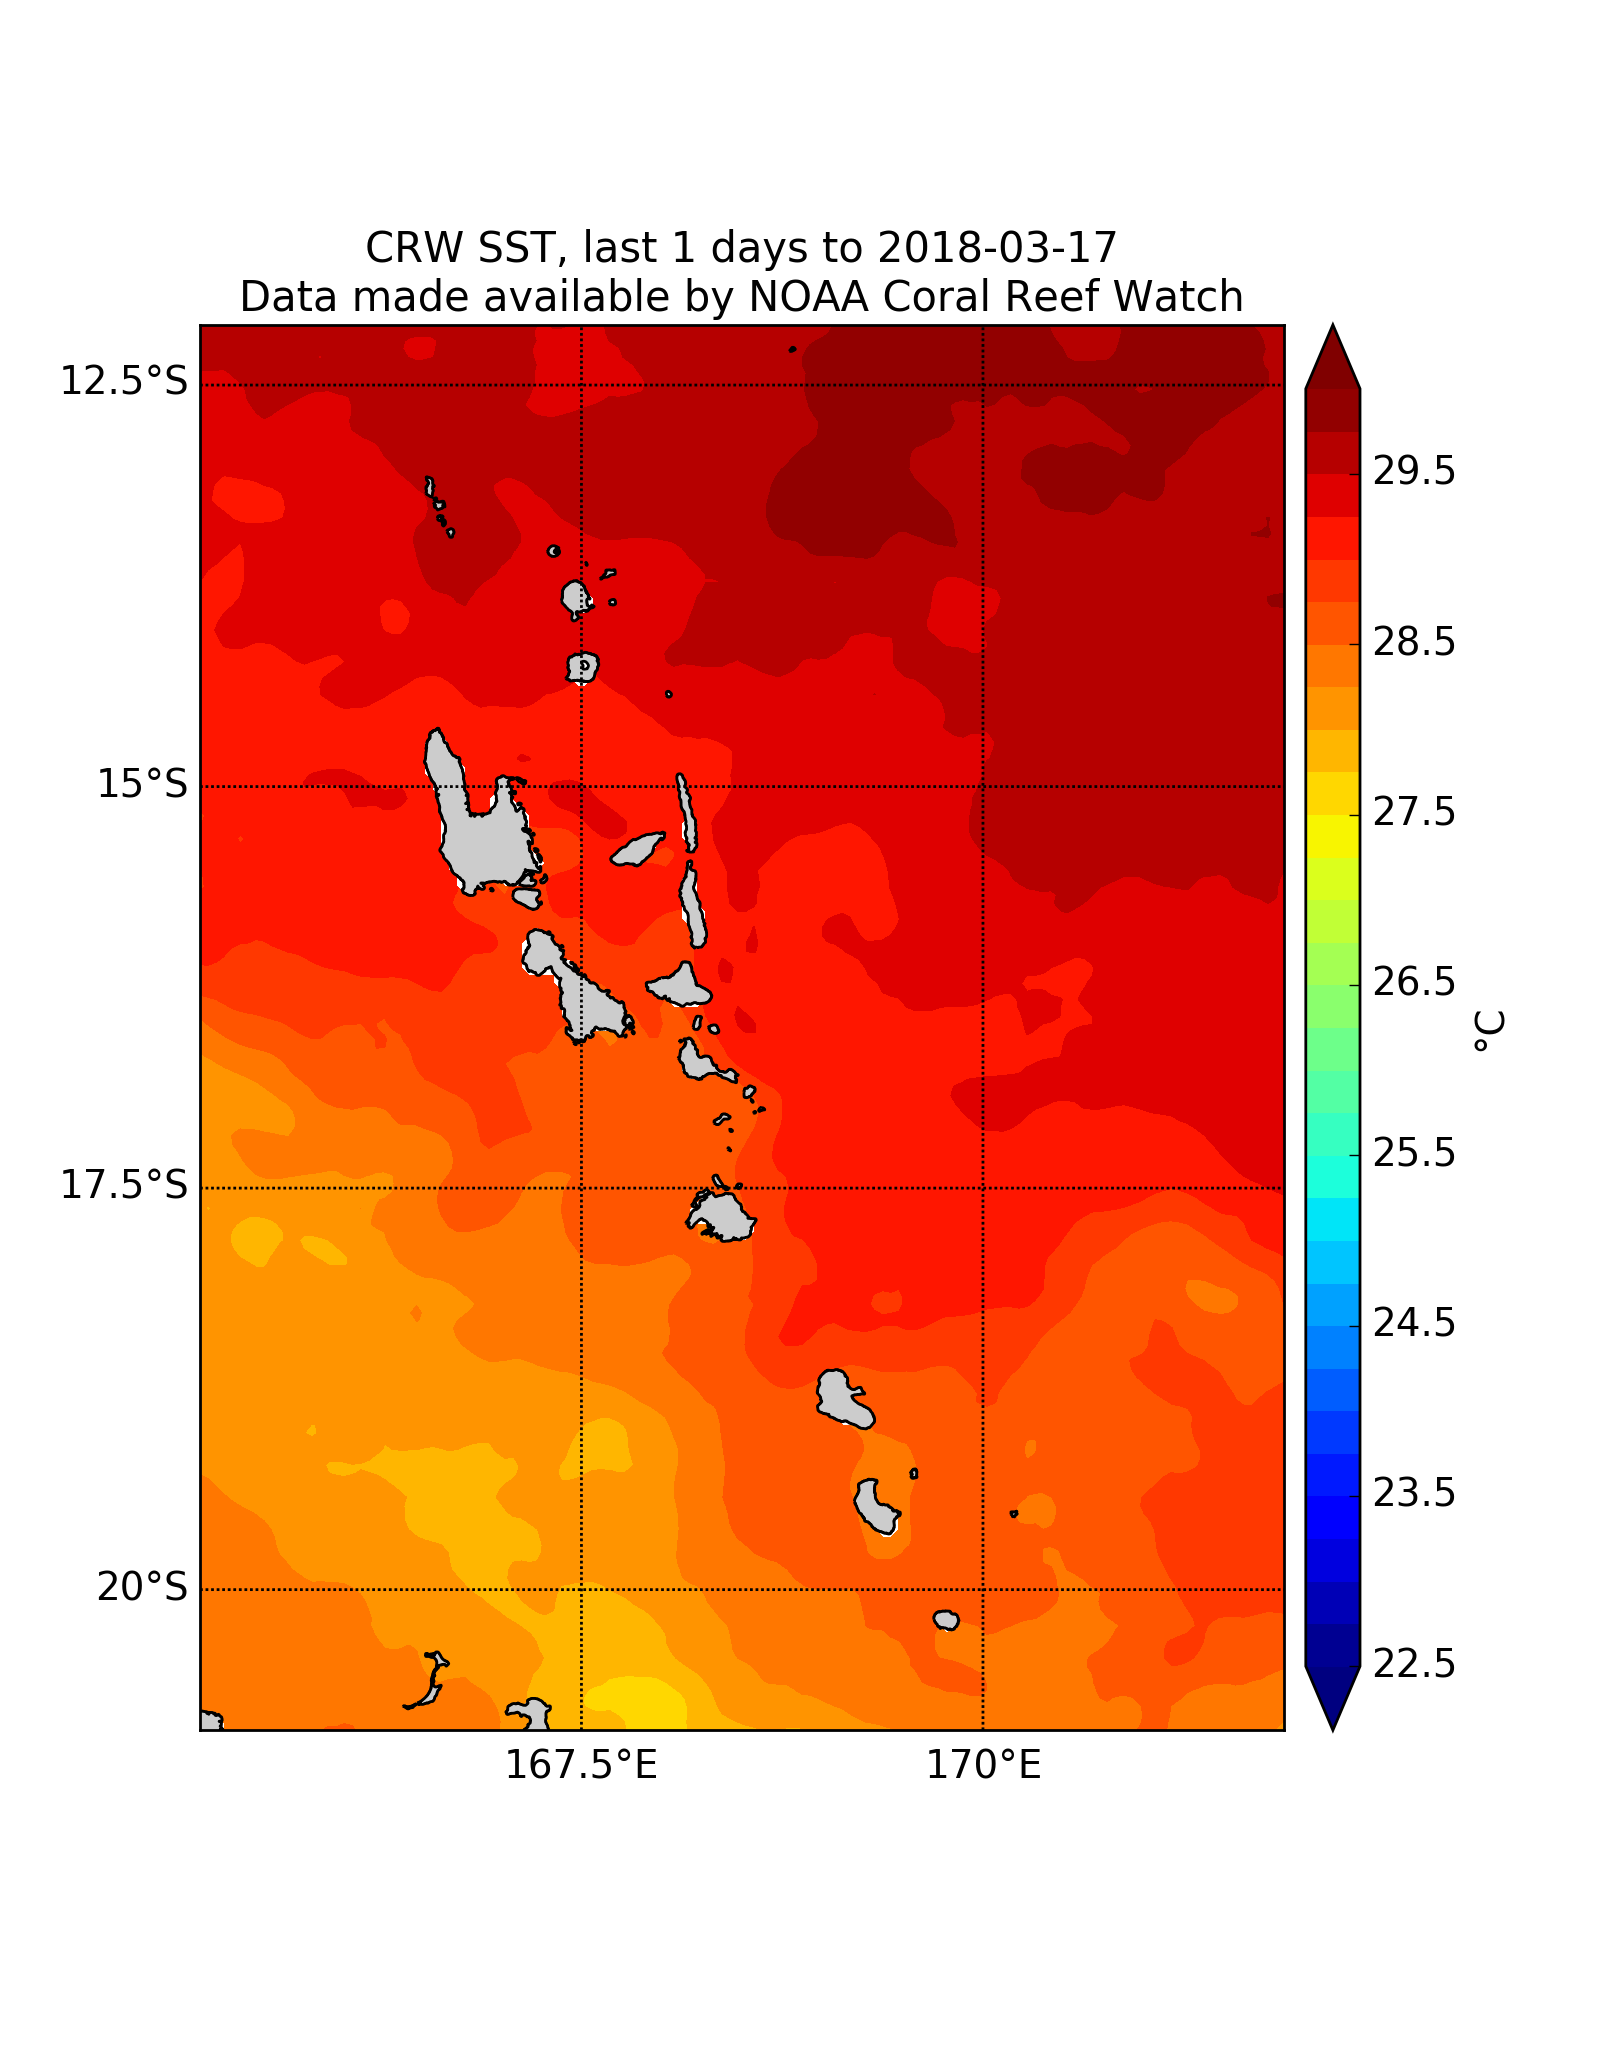 CRW SST, last 1 days to 2018-03-17
Data made available by NOAA Coral Reef Watch
12.5°S
15°S
17.5°S
20°S
167.5°E
170°E
29.5
28.5
27.5
26.5
25.5
24.5
23.5
22.5
°C